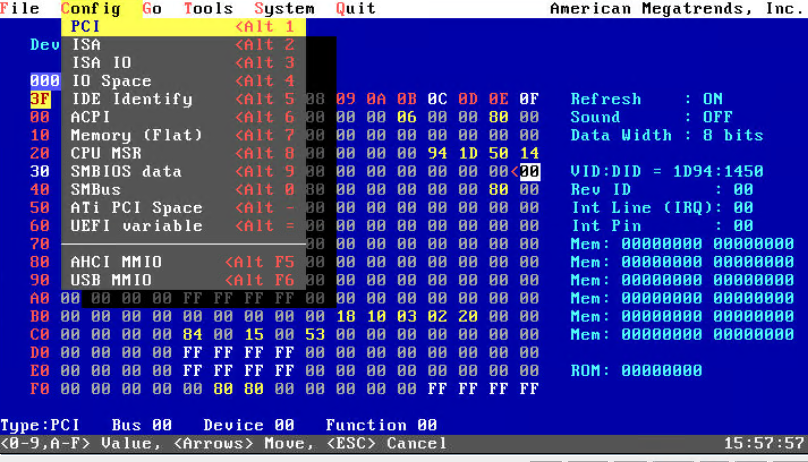 File Config Go Tools System Quit American Megatrends, Inc.
PCI <Alt 1
Dev ISA <Alt 2
ISA IO <Alt 3
000 IO Space <Alt 4
3F IDE Identify <Alt 5 08 09 0A 0B 0C 0D 0E 0F Refresh : ON
00 ACPI <Alt 6 00 00 00 06 00 00 80 00 Sound : OFF
10 Memory (Flat) <Alt 7 00 00 00 00 00 00 00 00 Data Width : 8 bits
20 CPU MSR <Alt 8 00 00 00 00 94 1D 50 14
30 SMBIOS data <Alt 9 00 00 00 00 00 00 00<00 VID:DID = 1D94:1450
40 SMBus <Alt 0 80 00 00 00 00 00 80 00 Rev ID : 00
50 ATi PCI Space <Alt - 00 00 00 00 00 00 00 00 Int Line (IRQ): 00
60 UEFI variable <Alt = 00 00 00 00 00 00 00 00 Int Pin : 00
70 00 00 00 00 00 00 00 00 Mem: 00000000 00000000
80 AHCI MMIO <Alt F5 00 00 00 00 00 00 00 00 Mem: 00000000 00000000
90 USB MMIO <Alt F6 00 00 00 00 00 00 00 00 Mem: 00000000 00000000
A0 00 00 00 00 FF FF FF FF 00 00 00 00 00 00 00 00 Mem: 00000000 00000000
B0 00 00 00 00 00 00 00 00 00 18 10 03 02 20 00 00 Mem: 00000000 00000000
C0 00 00 00 00 84 00 15 00 53 00 00 00 00 00 00 00 Mem: 00000000 00000000
D0 00 00 00 00 FF FF FF FF 00 00 00 00 00 00 00 00
E0 00 00 00 00 FF FF FF FF 00 00 00 00 00 00 00 00 ROM: 00000000
F0 00 00 00 00 00 80 80 00 00 00 00 00 FF FF FF FF
Type:PCI Bus 00 Device 00 Function 00
<0-9,A-F> Value, <Arrows> Move, <ESC> Cancel 15:57:57